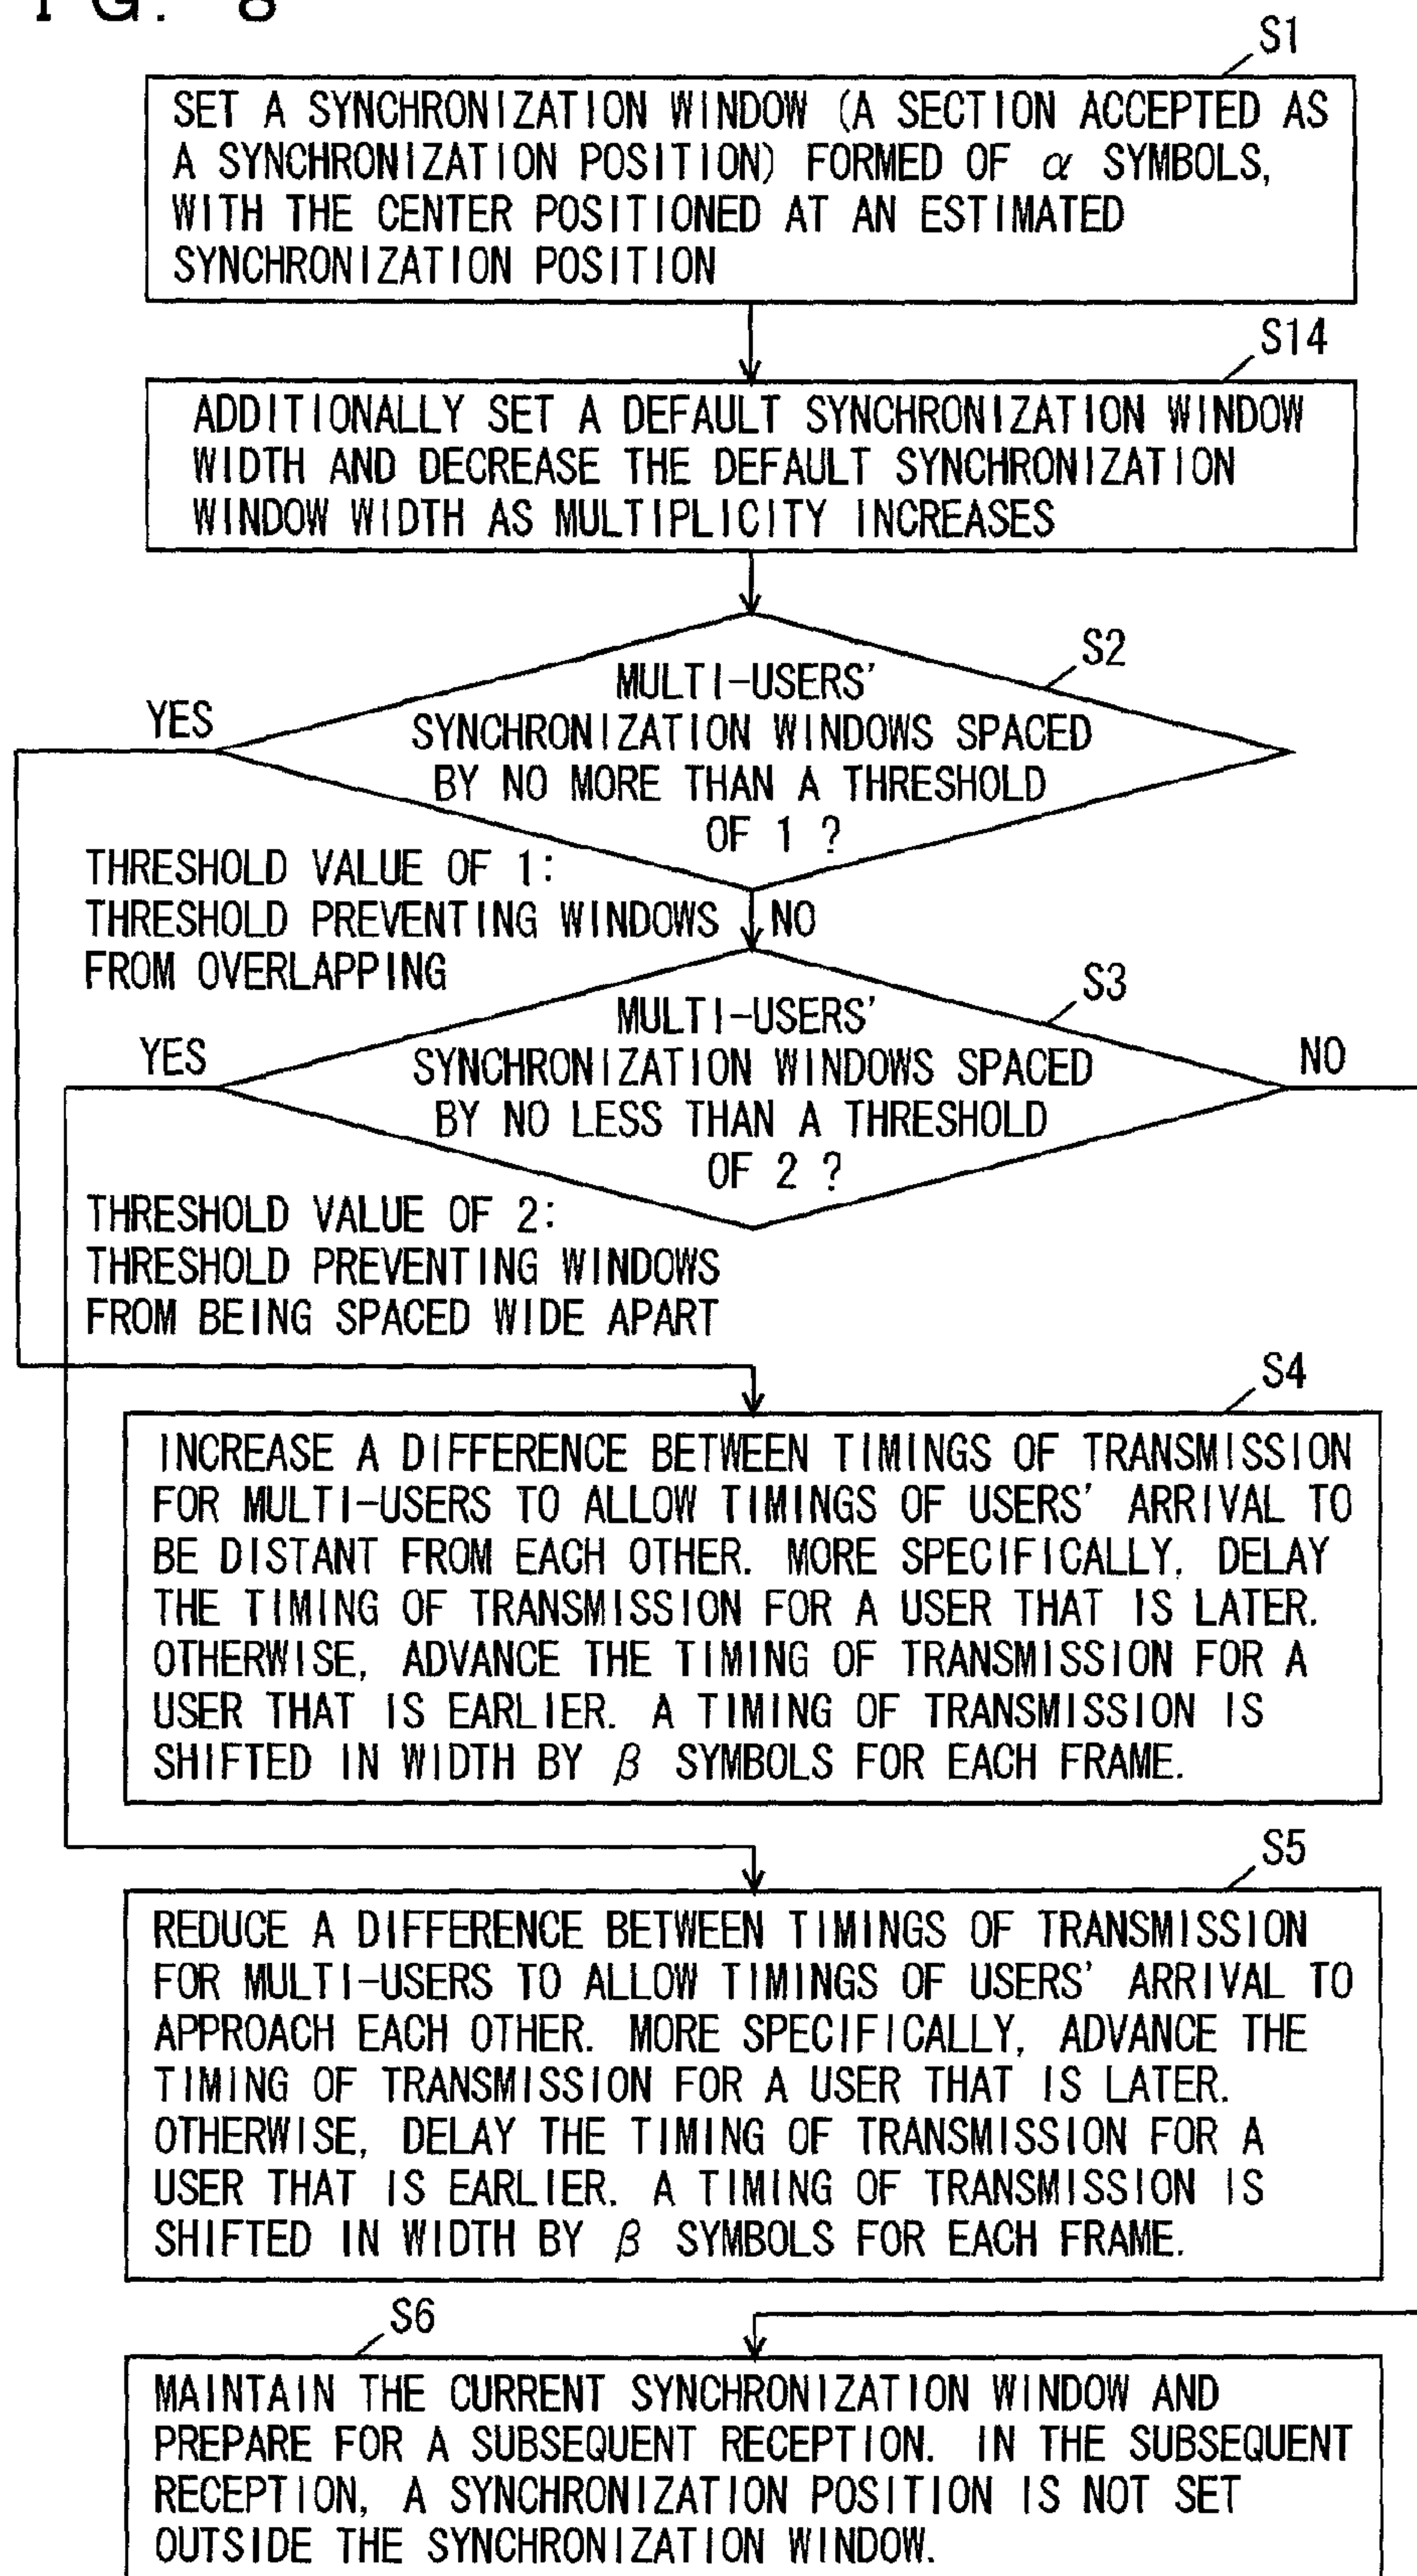 FG. 8
S1
SET A SYNCHRONIZATION WINDOW (A SECTION ACCEPTED AS
A SYNCHRONIZATION POSITION) FORMED OF α SYMBOLS,
WITH THE CENTER POSITIONED AT AN ESTIMATED
SYNCHRONIZATION POSITION
S14
ADDITIONALLY SET A DEFAULT SYNCHRONIZATION WINDOW
WIDTH AND DECREASE THE DEFAULT SYNCHRONIZATION
WINDOW WIDTH AS MULTIPLICITY INCREASES
S2
YES
MULTI-USERS'
SYNCHRONIZATION WINDOWS SPACED
BY NO MORE THAN A THRESHOLD
OF 1 ?
THRESHOLD VALUE OF 1:
THRESHOLD PREVENTING WINDOWS
FROM OVERLAPPING
NO
S3
YES
MULTI-USERS'
SYNCHRONIZATION WINDOWS SPACED
BY NO LESS THAN A THRESHOLD
OF 2 ?
NO
THRESHOLD VALUE OF 2:
THRESHOLD PREVENTING WINDOWS
FROM BEING SPACED WIDE APART
S4
INCREASE A DIFFERENCE BETWEEN TIMINGS OF TRANSMISSION
FOR MULTI-USERS TO ALLOW TIMINGS OF USERS' ARRIVAL TO
BE DISTANT FROM EACH OTHER. MORE SPECIFICALLY, DELAY
THE TIMING OF TRANSMISSION FOR A USER THAT IS LATER.
OTHERWISE, ADVANCE THE TIMING OF TRANSMISSION FOR A
USER THAT IS EARLIER. A TIMING OF TRANSMISSION IS
SHIFTED IN WIDTH BY β SYMBOLS FOR EACH FRAME.
S5
REDUCE A DIFFERENCE BETWEEN TIMINGS OF TRANSMISSION
FOR MULTI-USERS TO ALLOW TIMINGS OF USERS' ARRIVAL TO
APPROACH EACH OTHER. MORE SPECIFICALLY, ADVANCE THE
TIMING OF TRANSMISSION FOR A USER THAT IS LATER.
OTHERWISE, DELAY THE TIMING OF TRANSMISSION FOR A
USER THAT IS EARLIER. A TIMING OF TRANSMISSION IS
SHIFTED IN WIDTH BY β SYMBOLS FOR EACH FRAME.
S6
MAINTAIN THE CURRENT SYNCHRONIZATION WINDOW AND
PREPARE FOR A SUBSEQUENT RECEPTION. IN THE SUBSEQUENT
RECEPTION, A SYNCHRONIZATION POSITION IS NOT SET
OUTSIDE THE SYNCHRONIZATION WINDOW.